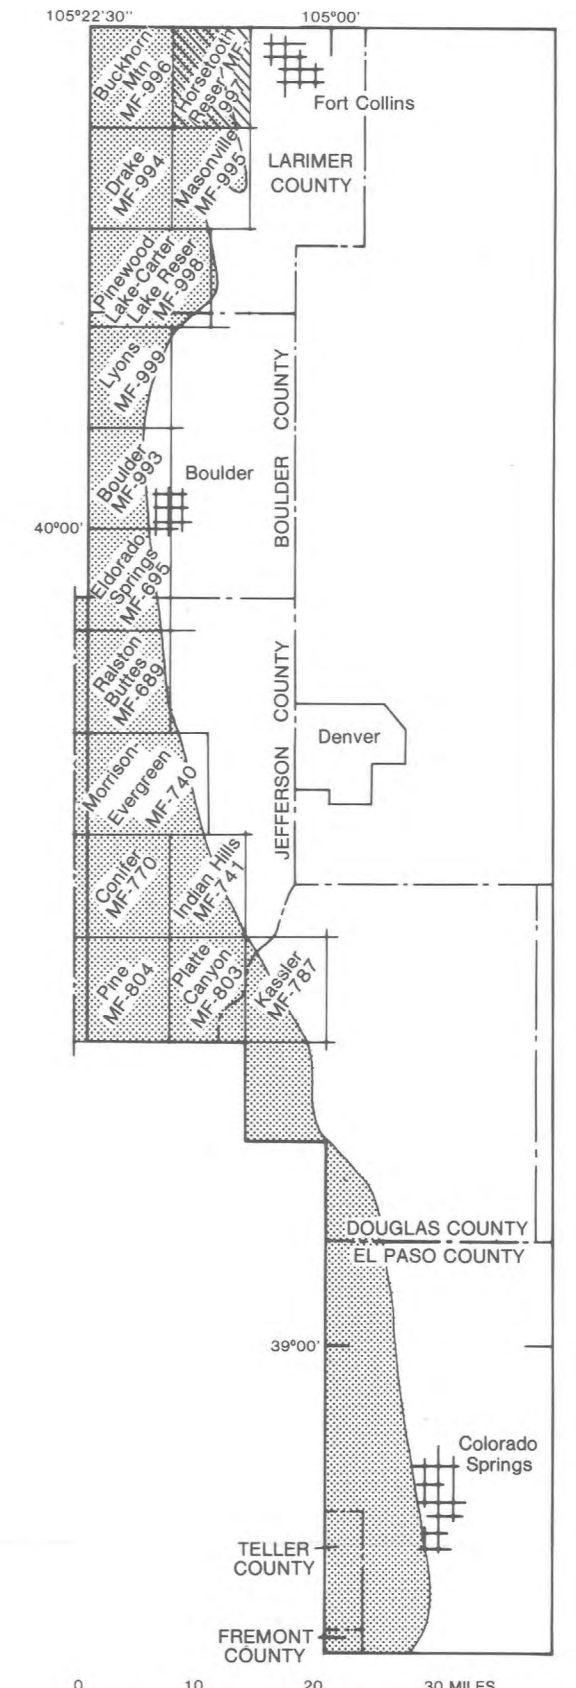 105°22'30''
105°00'
Buckhorn
Mtn
MF-996
Horsetooth
Reser MF-
997
Fort Collins
Drake
MF-994
Masonville
MF-995
LARIMER
COUNTY
Pinewood
Lake-Carter
Lake Reser
MF-998
Lyons
MF-999
BOULDER COUNTY
Boulder
MF-993
Boulder
40°00'
Eldorado
Springs
MF-695
Ralston
Buttes
MF-689
JEFFERSON COUNTY
Denver
Morrison-
Evergreen
MF-740
Conifer
MF-770
Indian Hills
MF-741
Pine
MF-804
Platte
Canyon
MF-803
Kassler
MF-787
DOUGLAS COUNTY
EL PASO COUNTY
39°00'
Colorado
Springs
TELLER
COUNTY
FREMONT
COUNTY
0 10 20 30 MILES